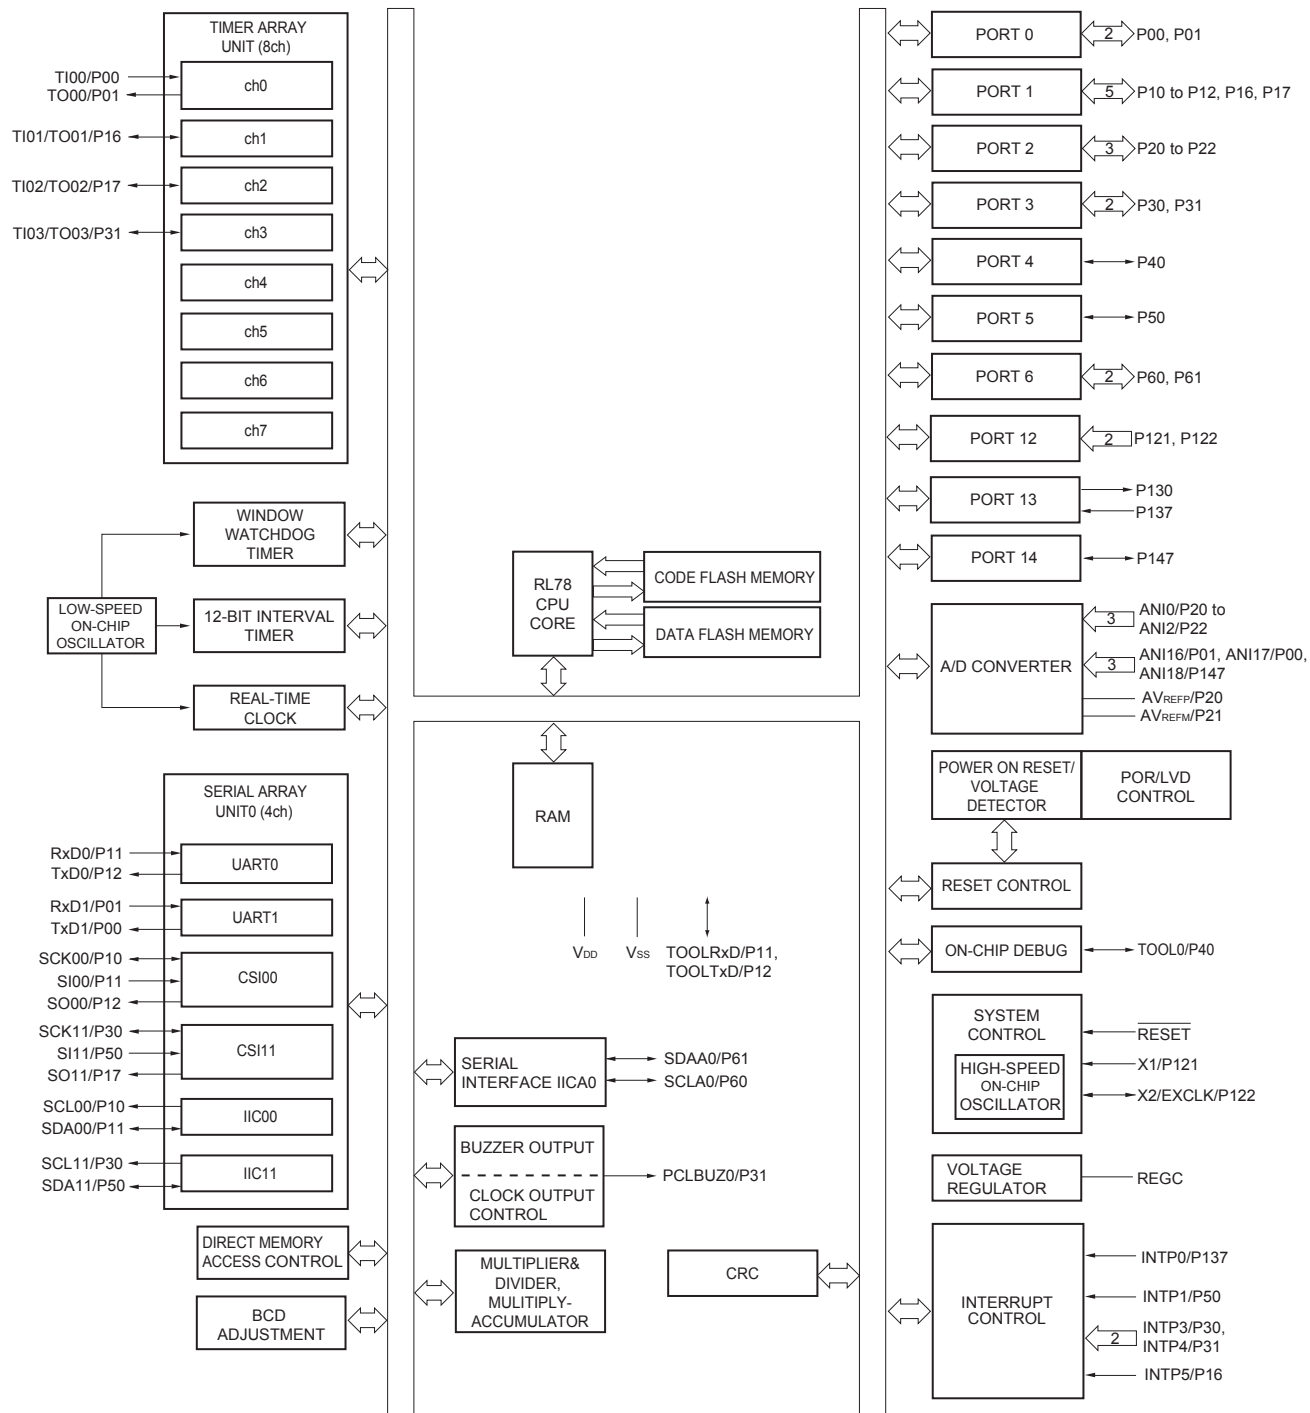 TIMER ARRAY
UNIT (8ch)
TI00/P00
TO00/P01
ch0
TI01/TO01/P16
ch1
TI02/TO02/P17
ch2
TI03/TO03/P31
ch3
ch4
ch5
ch6
ch7
WINDOW
WATCHDOG
TIMER
LOW-SPEED
ON-CHIP
OSCILLATOR
12-BIT INTERVAL
TIMER
REAL-TIME
CLOCK
SERIAL ARRAY
UNIT0 (4ch)
RxD0/P11
TxD0/P12
UART0
RxD1/P01
TxD1/P00
UART1
SCK00/P10
SI00/P11
SO00/P12
CSI00
SCK11/P30
SI11/P50
SO11/P17
CSI11
SCL00/P10
SDA00/P11
IIC00
SCL11/P30
SDA11/P50
IIC11
DIRECT MEMORY
ACCESS CONTROL
BCD
ADJUSTMENT
RL78
CPU
CORE
CODE FLASH MEMORY
DATA FLASH MEMORY
RAM
VDD
VSS
TOOLRxD/P11,
TOOLTxD/P12
SERIAL
INTERFACE IICA0
SDAA0/P61
SCLA0/P60
BUZZER OUTPUT
CLOCK OUTPUT
CONTROL
PCLBUZ0/P31
MULTIPLIER&
DIVIDER,
MULITIPLY-
ACCUMULATOR
CRC
PORT 0
2
P00, P01
PORT 1
5
P10 to P12, P16, P17
PORT 2
3
P20 to P22
PORT 3
2
P30, P31
PORT 4
P40
PORT 5
P50
PORT 6
2
P60, P61
PORT 12
2
P121, P122
PORT 13
P130
P137
PORT 14
P147
A/D CONVERTER
3
ANI0/P20 to
ANI2/P22
3
ANI16/P01, ANI17/P00,
ANI18/P147
AVREFP/P20
AVREFM/P21
POWER ON RESET/
VOLTAGE
DETECTOR
POR/LVD
CONTROL
RESET CONTROL
ON-CHIP DEBUG
TOOL0/P40
SYSTEM
CONTROL
HIGH-SPEED
ON-CHIP
OSCILLATOR
RESET
X1/P121
X2/EXCLK/P122
VOLTAGE
REGULATOR
REGC
INTERRUPT
CONTROL
INTP0/P137
INTP1/P50
2
INTP3/P30,
INTP4/P31
INTP5/P16